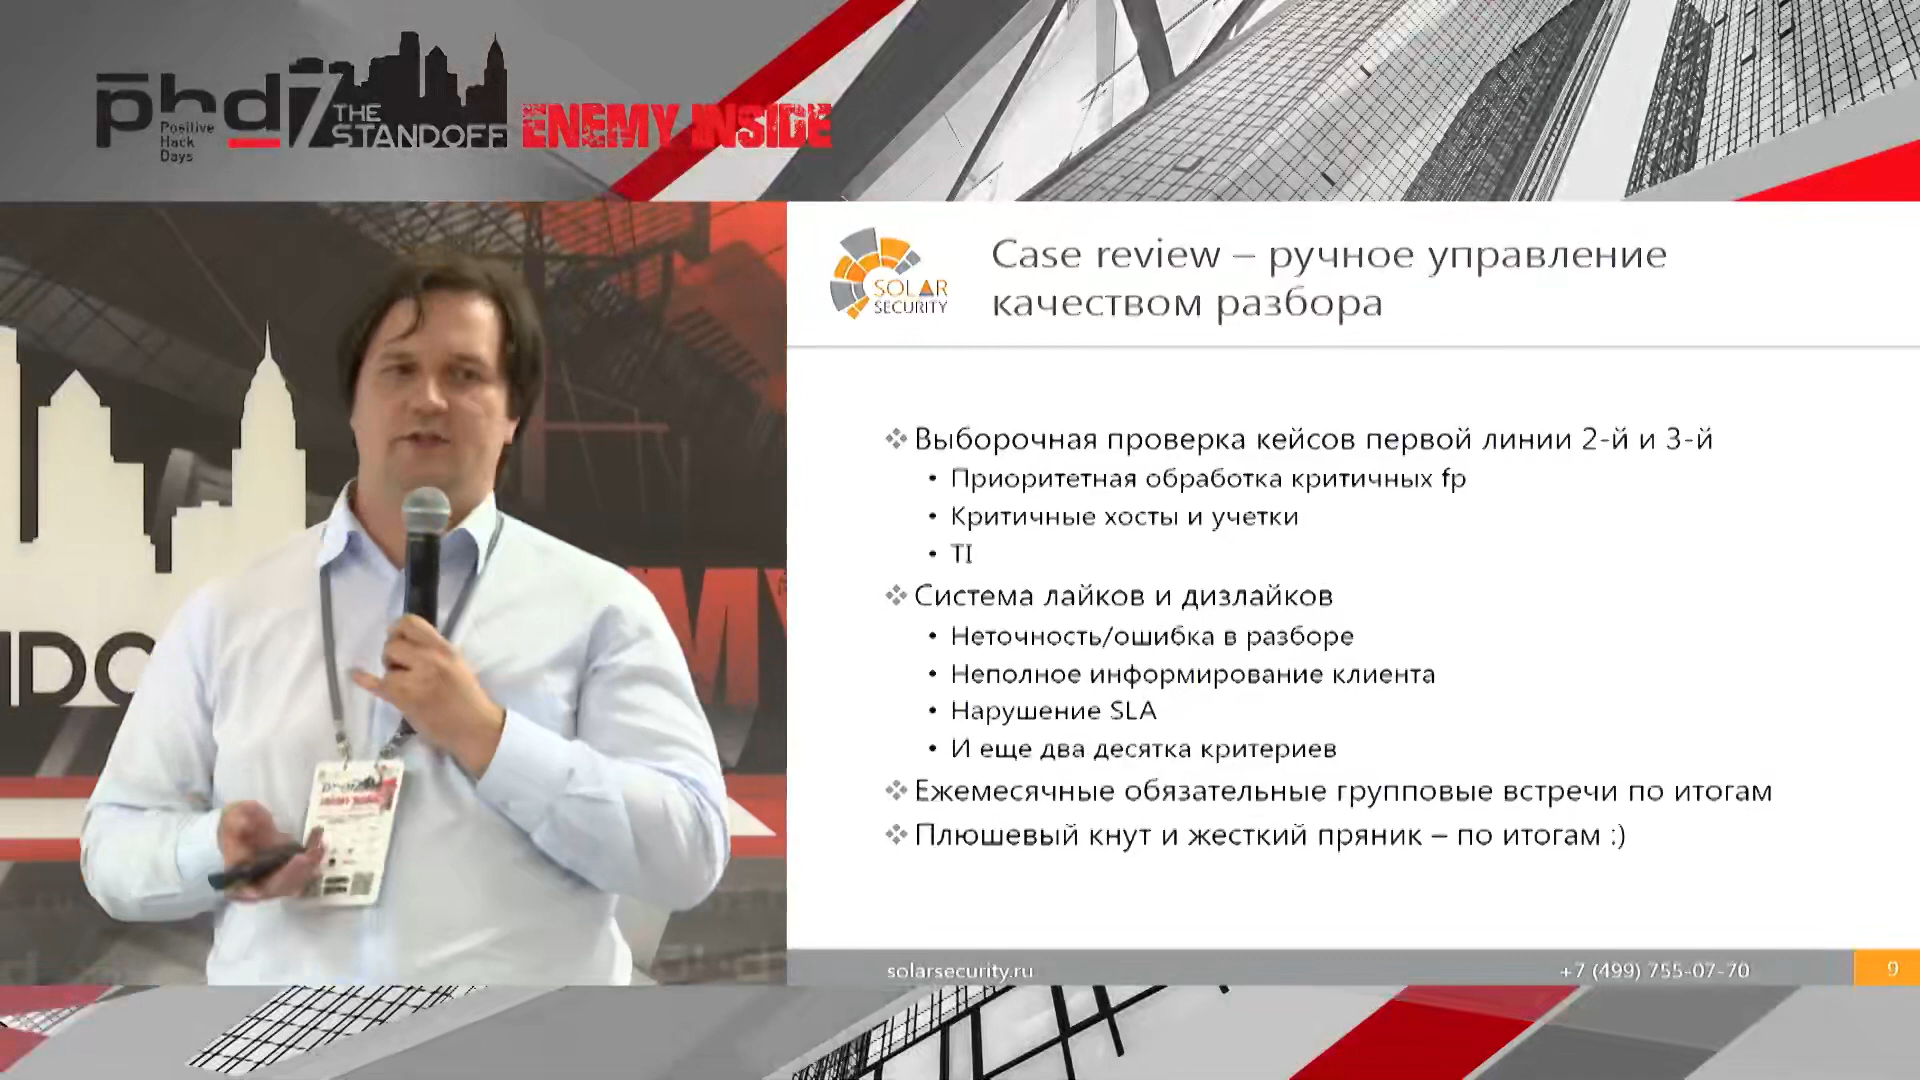 phd7
Positive
Hack
Days
THE
STANDOFF
ENEMY INSIDE
SOLAR
SECURITY
Case review – ручное управление
качеством разбора
❖ Выборочная проверка кейсов первой линии 2-й и 3-й
• Приоритетная обработка критичных fp
• Критичные хосты и учетки
• TI
❖ Система лайков и дизлайков
• Неточность/ошибка в разборе
• Неполное информирование клиента
• Нарушение SLA
• И еще два десятка критериев
❖ Ежемесячные обязательные групповые встречи по итогам
❖ Плюшевый кнут и жесткий пряник – по итогам :)
solarsecurity.ru
+7 (499) 755-07-70
9